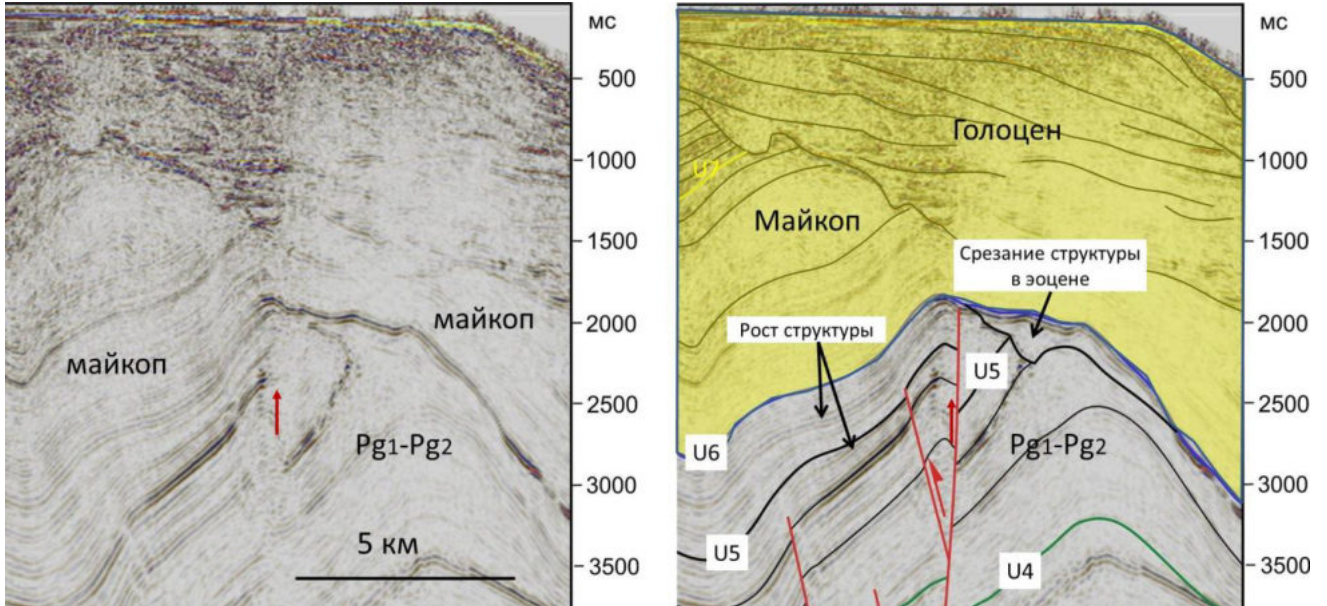 мс
500
1000
1500
2000
2500
3000
3500
майкоп
майкоп
Pg1-Pg2
5 км
мс
500
1000
1500
2000
2500
3000
3500
Голоцен
U7
Майкоп
Срезание структуры
в эоцене
Рост структуры
U5
Pg1-Pg2
U6
U5
U4